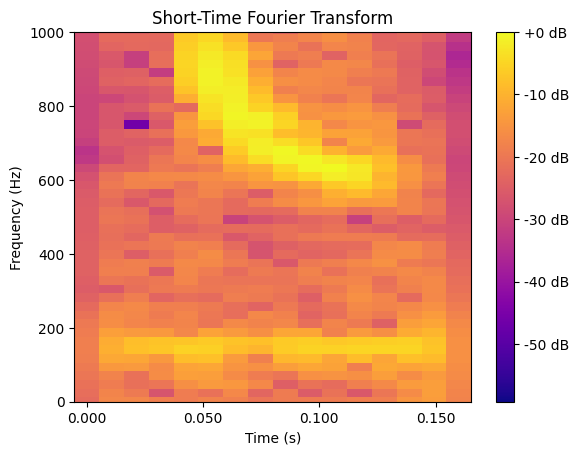 Short-Time Fourier Transform
1000
800
600
400
200
0
Frequency (Hz)
0.000
0.050
0.100
0.150
Time (s)
+0 dB
-10 dB
-20 dB
-30 dB
-40 dB
-50 dB